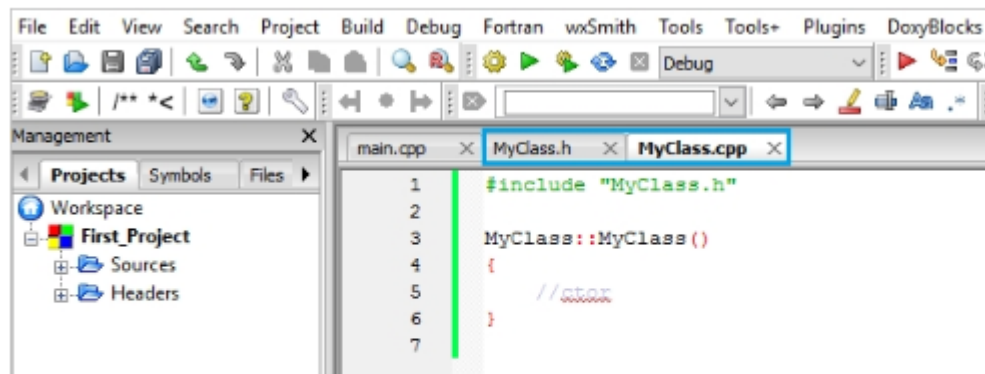 File Edit View Search Project Build Debug Fortran wxSmith Tools Tools+ Plugins DoxyBlocks
Debug
/** *<
Management
main.cpp MyClass.h MyClass.cpp
Projects Symbols Files
Workspace
First_Project
Sources
Headers
1 #include "MyClass.h"
2
3 MyClass::MyClass()
4 {
5 //ctor
6 }
7